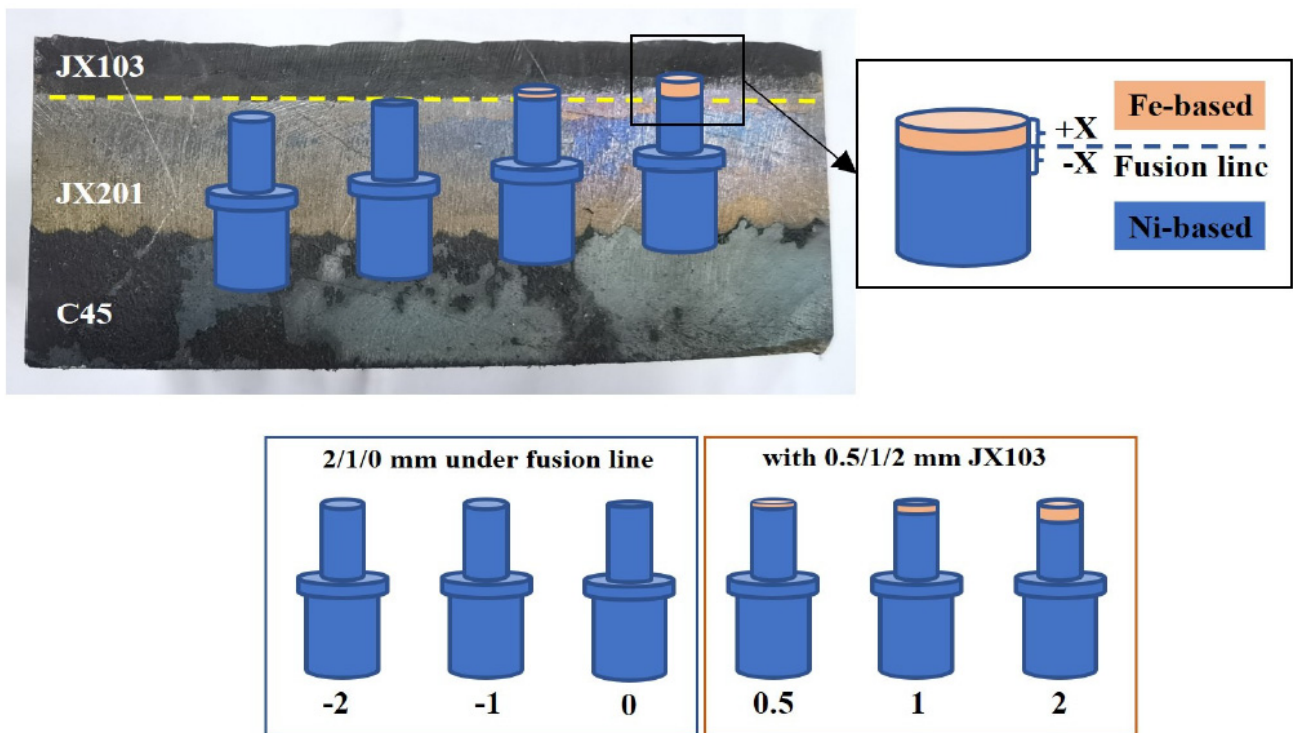 JX103
JX201
C45
Fe-based
+X
-X
Fusion linc
Ni-based
2/1/0 mm under fusion line
with 0.5/1/2 mm JX103
-2
-1
0
0.5
1
2